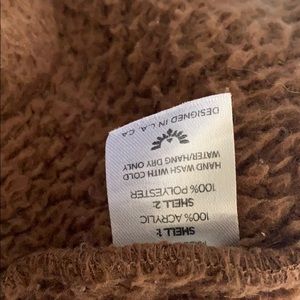 SHELL 1:
100% ACRYLIC
SHELL 2:
100% POLYESTER
HAND WASH WITH COLD
WATER/HANG DRY ONLY
DESIGNED IN L.A. CA